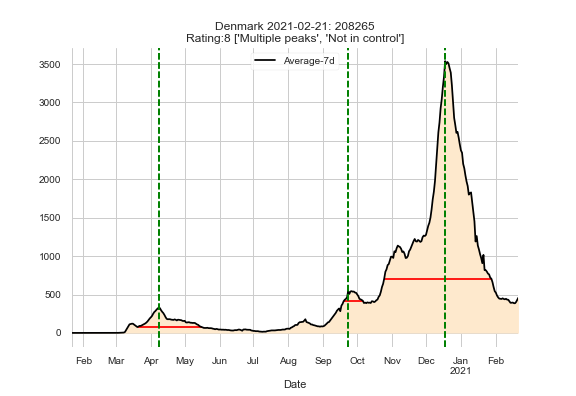 Denmark 2021-02-21: 208265
Rating:8 ['Multiple peaks', 'Not in control']
Average-7d
3500
3000
2500
2000
1500
1000
500
0
Feb Mar Apr May Jun Jul Aug Sep Oct Nov Dec Jan Feb
2021
Date